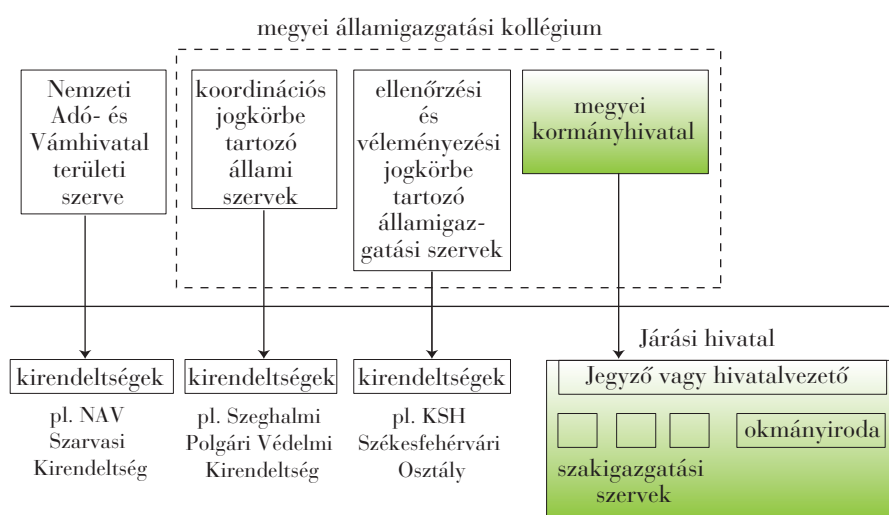 megyei államigazgatási kollégium
Nemzeti
Adó- és
Vámhivatal
területi
szerve
koordinációs
jogkörbe
tartozó
állami
szervek
ellenőrzési
és
véleményezési
jogkörbe
tartozó
államigaz-
gatási szervek
megyei
kormányhivatal
kirendeltségek
pl. NAV
Szarvasi
Kirendeltség
kirendeltségek
pl. Szeghalmi
Polgári Védelmi
Kirendeltség
kirendeltségek
pl. KSH
Székesfehérvári
Osztály
Járási hivatal
Jegyző vagy hivatalvezető
okmányiroda
szakigazgatási
szervek